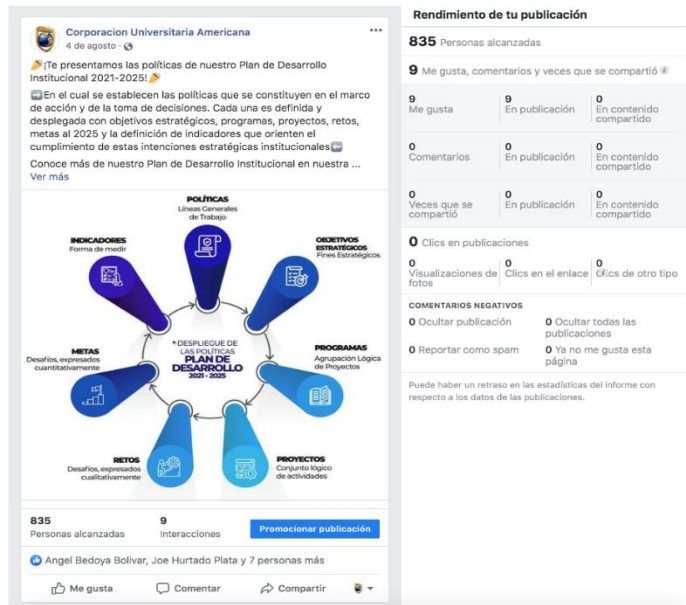 Corporacion Universitaria Americana
4 de agosto ·
¡Te presentamos las políticas de nuestro Plan de Desarrollo
Institucional 2021-2025!
En el cual se establecen las políticas que se constituyen en el marco
de acción y de la toma de decisiones. Cada una es definida y
desplegada con objetivos estratégicos, programas, proyectos, retos,
metas al 2025 y la definición de indicadores que orienten el
cumplimiento de estas intenciones estratégicas institucionales
Conoce más de nuestro Plan de Desarrollo Institucional en nuestra ...
Ver más
POLÍTICAS
Líneas Generales
de Trabajo
INDICADORES
Forma de medir
OBJETIVOS
ESTRATÉGICOS
Fines Estratégicos
METAS
Desafíos, expresados
cuantitativamente
DESPLIEGUE DE
LAS POLÍTICAS
PLAN DE
DESARROLLO
2021 - 2025
PROGRAMAS
Agrupación Lógica
de Proyectos
RETOS
Desafíos, expresados
cualitativamente
PROYECTOS
Conjunto lógico
de actividades
835
Personas alcanzadas
9
Interacciones
Promocionar publicación
Angel Bedoya Bolivar, Joe Hurtado Plata y 7 personas más
Me gusta
Comentar
Compartir
Rendimiento de tu publicación
835 Personas alcanzadas
9 Me gusta, comentarios y veces que se compartió
9
Me gusta
9
En publicación
0
En contenido
compartido
0
Comentarios
0
En publicación
0
En contenido
compartido
0
Veces que se
compartió
0
En publicación
0
En contenido
compartido
0 Clics en publicaciones
0
Visualizaciones de
fotos
0
Clics en el enlace
0
Clics de otro tipo
COMENTARIOS NEGATIVOS
0 Ocultar publicación
0 Ocultar todas las
publicaciones
0 Reportar como spam
0 Ya no me gusta esta
página
Puede haber un retraso en las estadísticas del informe con
respecto a los datos de las publicaciones.